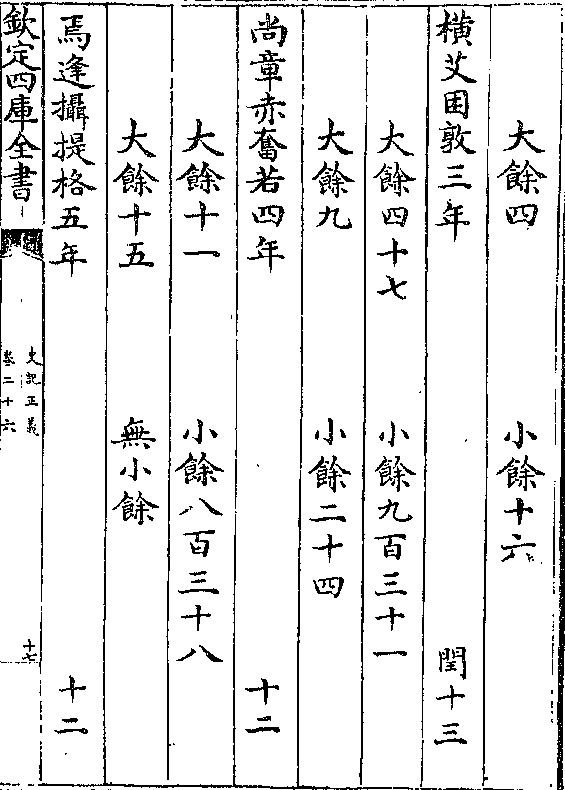 大餘四　小餘十六
橫艾困敦三年　閏十三
大餘四十七　小餘九百三十一
大餘九　小餘二十四
尚章赤奮若四年　十二
大餘十一　小餘八百三十八
大餘十五　無小餘
焉逢攝提格五年　十二
欽定四庫全書
史記正義
卷二十六
十七